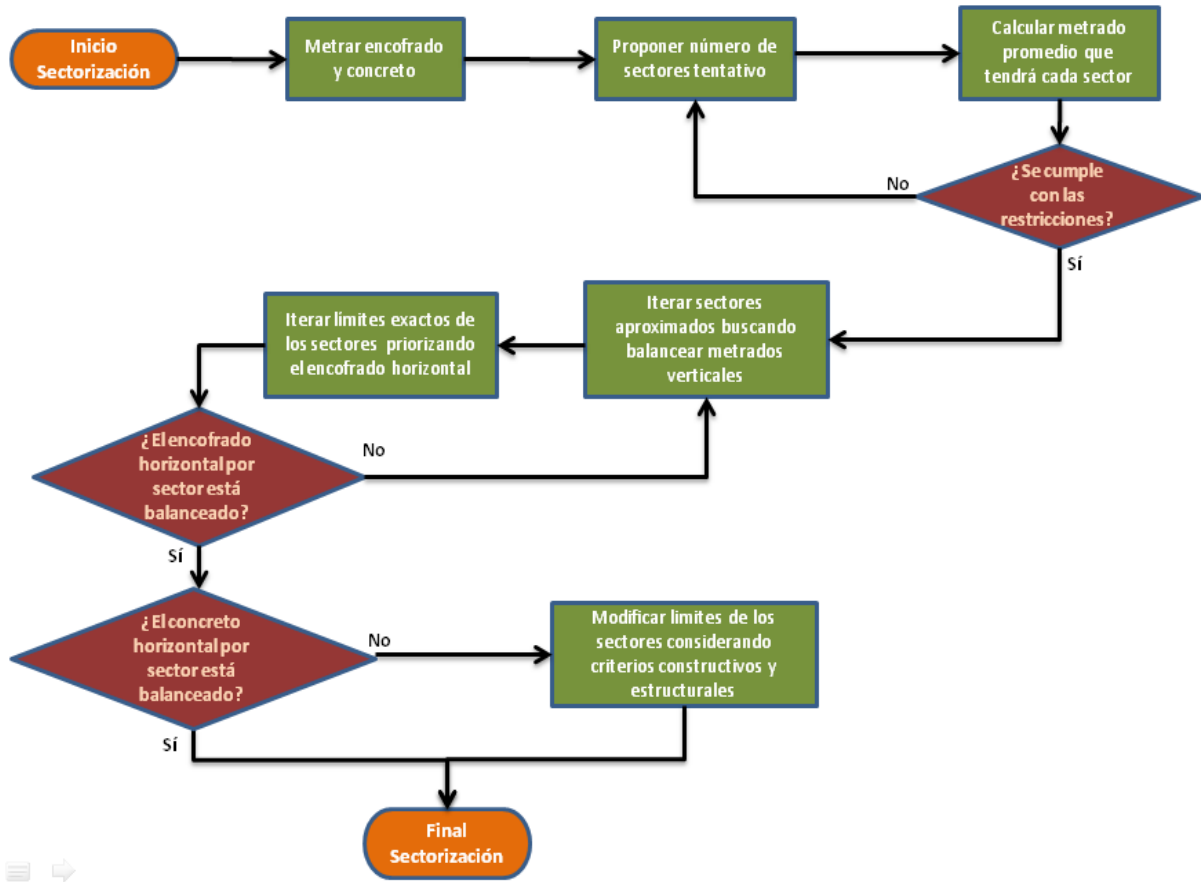 Inicio
Sectorización
Metrar encofrado
y concreto
Proponer número de
sectores tentativo
Calcular metrado
promedio que
tendrá cada sector
¿Se cumple
con las
restricciones?
No
Sí
Iterar sectores
aproximados buscando
balancear metrados
verticales
Iterar límites exactos de
los sectores priorizando
el encofrado horizontal
¿El encofrado
horizontal por
sector está
balanceado?
No
Sí
¿El concreto
horizontal por
sector está
balanceado?
No
Sí
Modificar limites de los
sectores considerando
criterios constructivos y
estructurales
Final
Sectorización